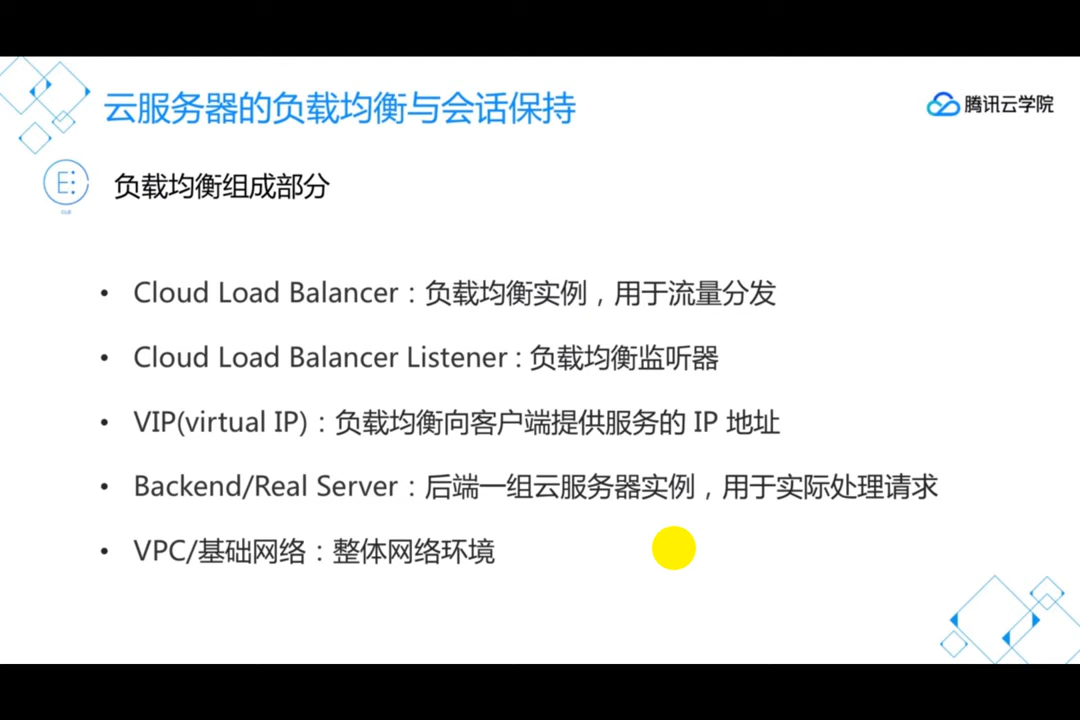 云服务器的负载均衡与会话保持
腾讯云学院
负载均衡组成部分
• Cloud Load Balancer：负载均衡实例，用于流量分发
• Cloud Load Balancer Listener : 负载均衡监听器
• VIP(virtual IP)：负载均衡向客户端提供服务的 IP 地址
• Backend/Real Server：后端一组云服务器实例，用于实际处理请求
• VPC/基础网络：整体网络环境